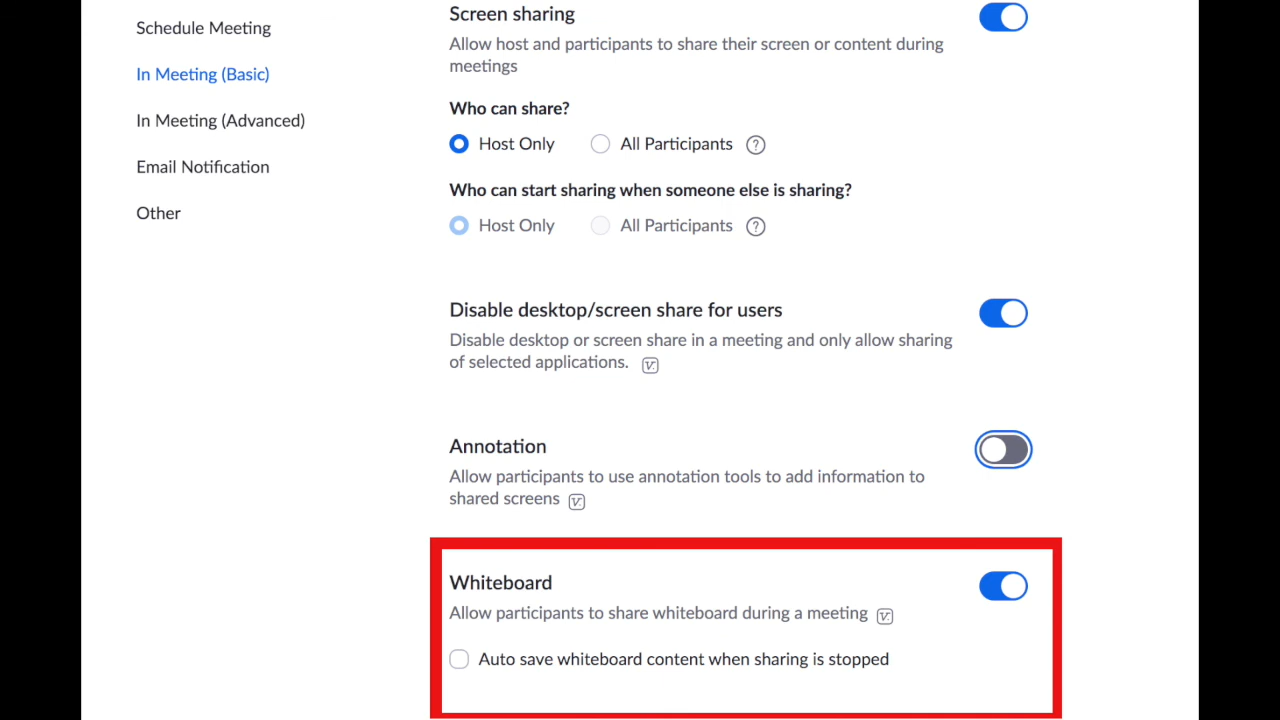 Schedule Meeting
In Meeting (Basic)
In Meeting (Advanced)
Email Notification
Other
Screen sharing
Allow host and participants to share their screen or content during
meetings
Who can share?
Host Only All Participants ?
Who can start sharing when someone else is sharing?
Host Only All Participants ?
Disable desktop/screen share for users
Disable desktop or screen share in a meeting and only allow sharing
of selected applications.
Annotation
Allow participants to use annotation tools to add information to
shared screens
Whiteboard
Allow participants to share whiteboard during a meeting
Auto save whiteboard content when sharing is stopped